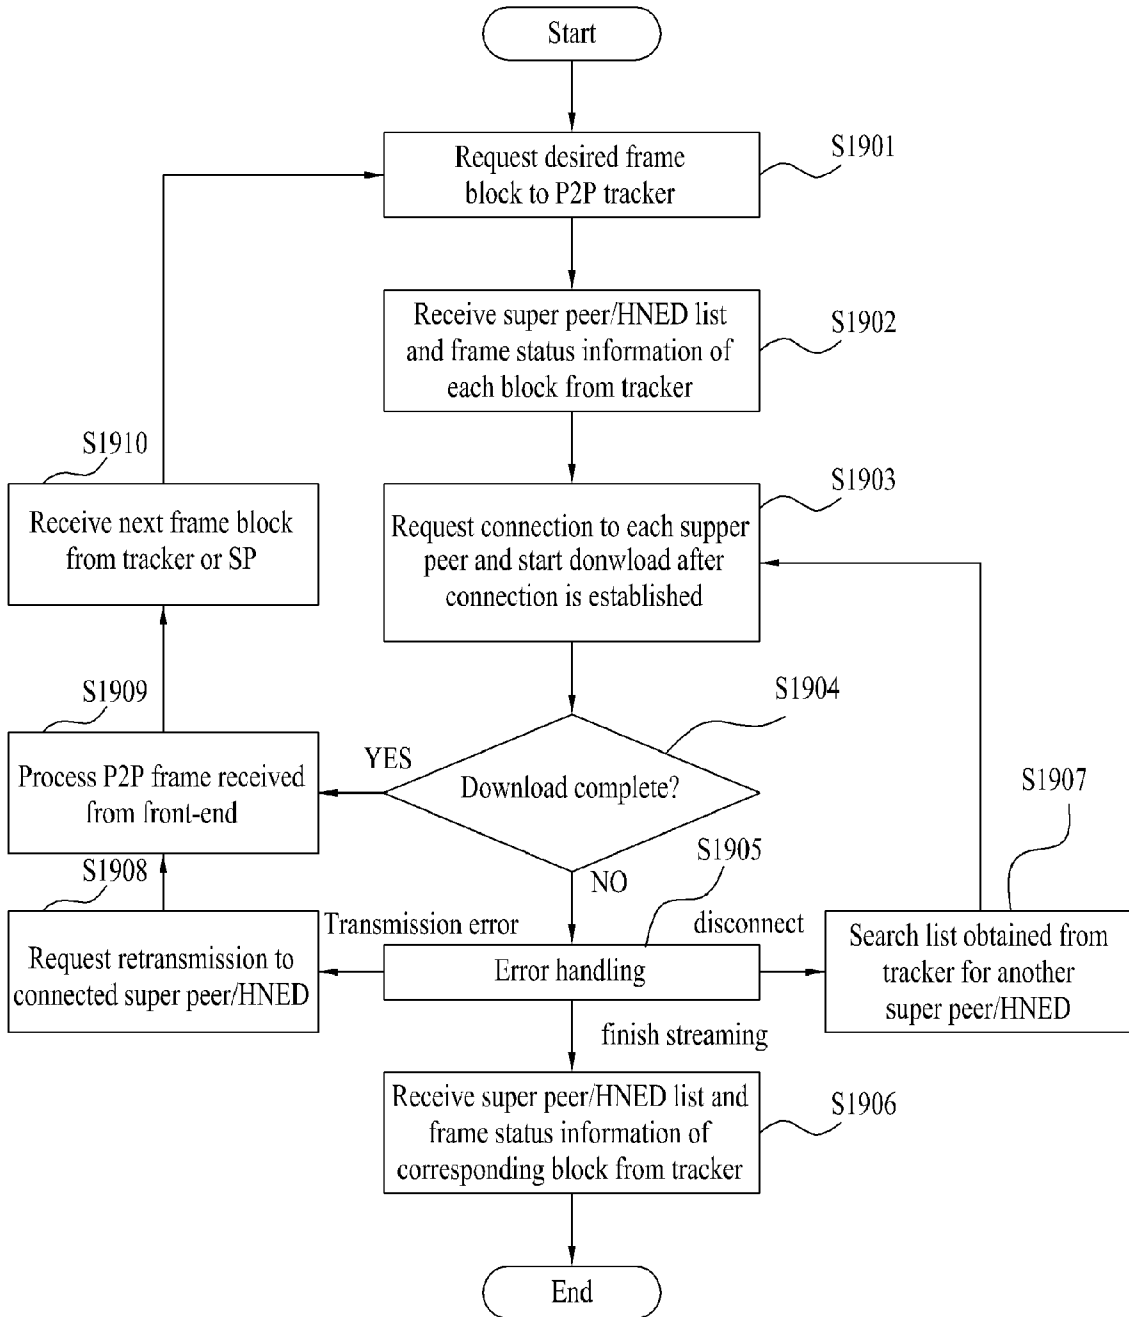 Start
Request desired frame
block to P2P tracker
S1901
Receive super peer/HNED list
and frame status information of
each block from tracker
S1902
S1910
Receive next frame block
from tracker or SP
Request connection to each supper
peer and start donwload after
connection is established
S1903
S1909
Process P2P frame received
from front-end
YES
Download complete?
S1904
NO
S1908
Request retransmission to
connected super peer/HNED
Transmission error
Error handling
S1905
disconnect
S1907
Search list obtained from
tracker for another
super peer/HNED
finish streaming
Receive super peer/HNED list and
frame status information of
corresponding block from tracker
S1906
End